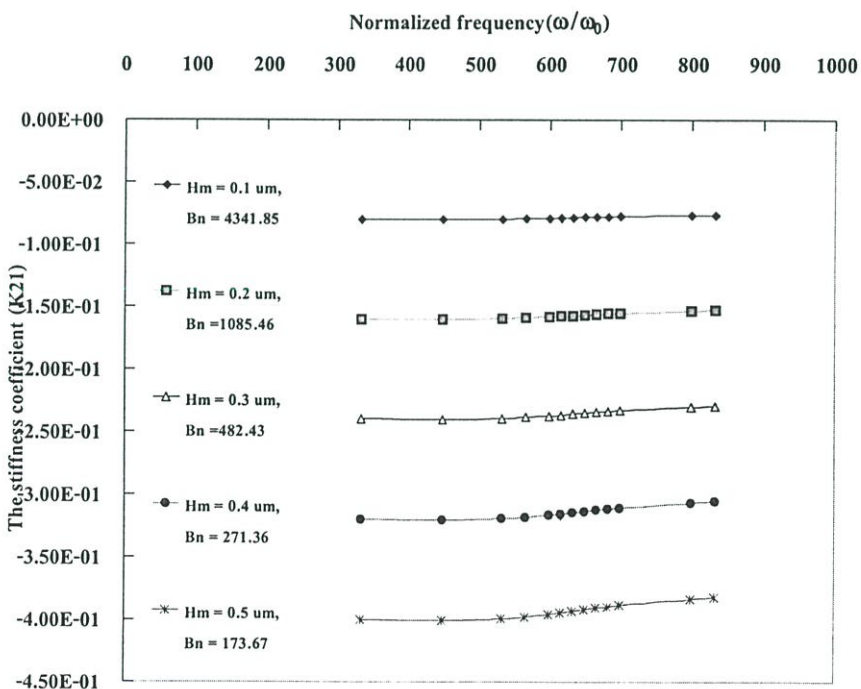 Normalized frequency(ω/ω₀)
0 100 200 300 400 500 600 700 800 900 1000
0.00E+00
-5.00E-02
-1.00E-01
-1.50E-01
-2.00E-01
-2.50E-01
-3.00E-01
-3.50E-01
-4.00E-01
-4.50E-01
The stiffness coefficient (K21)
Hm = 0.1 um,
Bn = 4341.85
Hm = 0.2 um,
Bn =1085.46
Hm = 0.3 um,
Bn =482.43
Hm = 0.4 um,
Bn = 271.36
Hm = 0.5 um,
Bn = 173.67